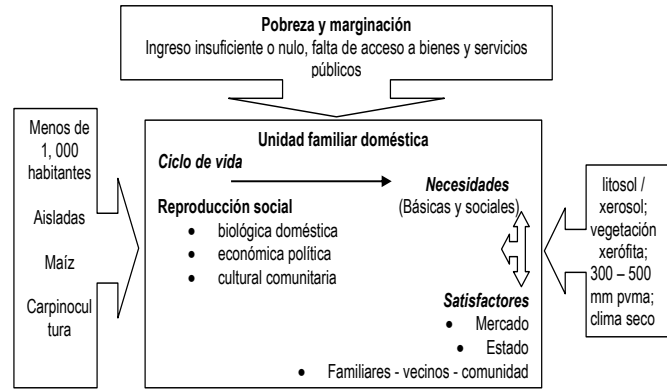 Pobreza y marginación
Ingreso insuficiente o nulo, falta de acceso a bienes y servicios
públicos
Menos de
1, 000
habitantes
Aisladas
Maíz
Carpinocul
tura
Unidad familiar doméstica
Ciclo de vida
Necesidades
(Básicas y sociales)
Reproducción social
• biológica doméstica
• económica política
• cultural comunitaria
Satisfactores
• Mercado
• Estado
• Familiares - vecinos - comunidad
litosol /
xerosol;
vegetación
xerófita;
300 – 500
mm pvma;
clima seco